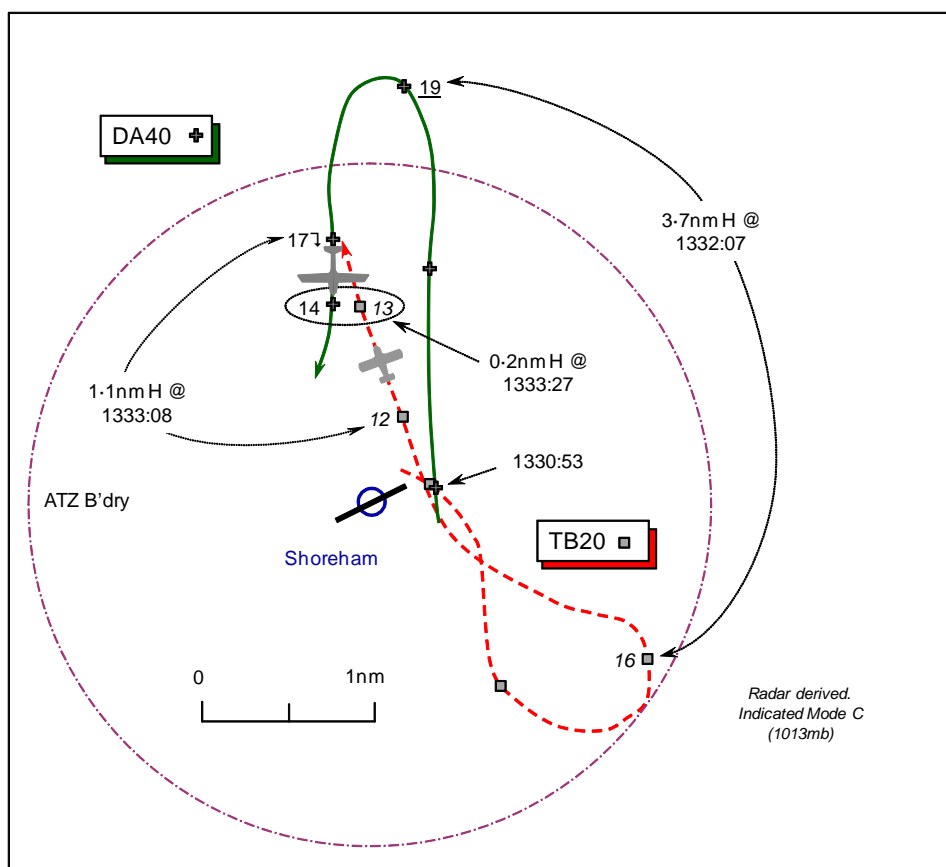 19
DA40
3·7nm H @
1332:07
17
14
13
0·2nm H @
1333:27
1·1nm H @
1333:08
12
1330:53
ATZ B'dry
TB20
Shoreham
16
0
1nm
Radar derived.
Indicated Mode C
(1013mb)